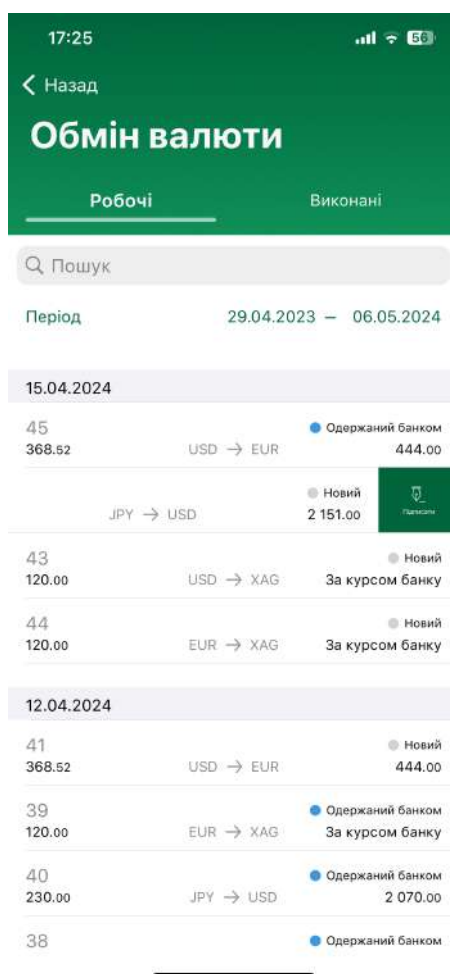 17:25
56
Назад
Обмін валюти
Робочі Виконані
Пошук
Період 29.04.2023 – 06.05.2024
15.04.2024
45 Одержаний банком
368.52 USD → EUR 444.00
Новий
JPY → USD 2 151.00 Підписати
43 Новий
120.00 USD → XAG За курсом банку
44 Новий
120.00 EUR → XAG За курсом банку
12.04.2024
41 Новий
368.52 USD → EUR 444.00
39 Одержаний банком
120.00 EUR → XAG За курсом банку
40 Одержаний банком
230.00 JPY → USD 2 070.00
38 Одержаний банком